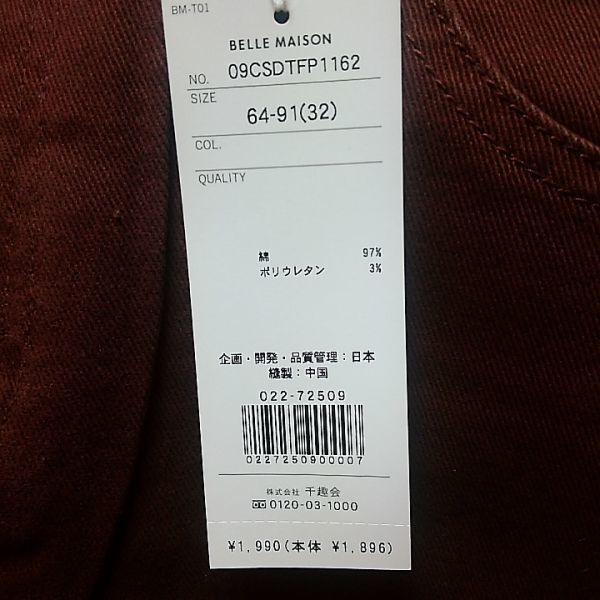 BM-T01
BELLE MAISON
NO. 09CSDTFP1162
SIZE
64-91(32)
COL.
QUALITY
綿 97%
ポリウレタン 3%
企画・開発・品質管理：日本
縫製：中国
022-72509
0227250900007
株式会社 千趣会
0120-03-1000
¥1,990(本体 ¥1,896)